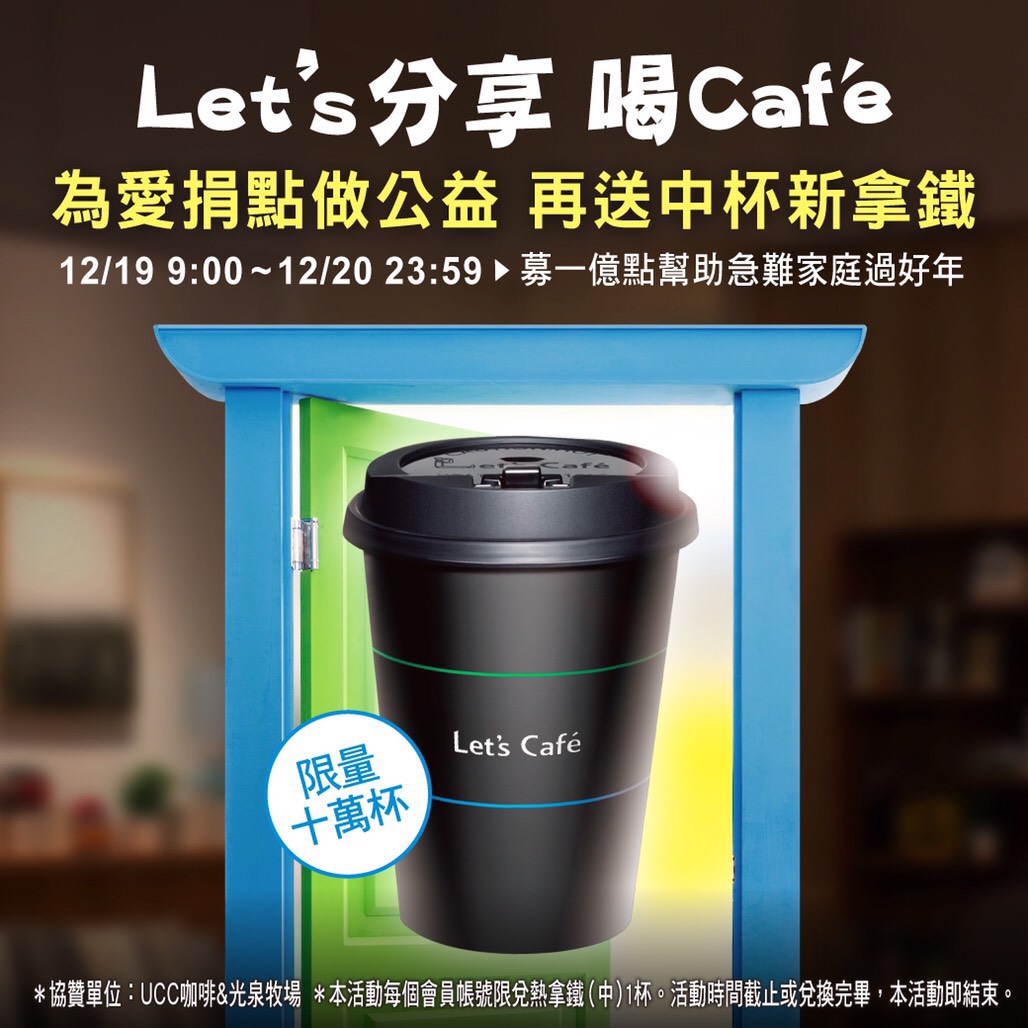 Let's分享 喝Café
為愛捐點做公益 再送中杯新拿鐵
12/19 9:00~12/20 23:59▶募一億點幫助急難家庭過好年
Let's Café
Let's Café
限量
十萬杯
＊協贊單位：UCC咖啡&光泉牧場 ＊本活動每個會員帳號限兌熱拿鐵(中)1杯。活動時間截止或兌換完畢，本活動即結束。